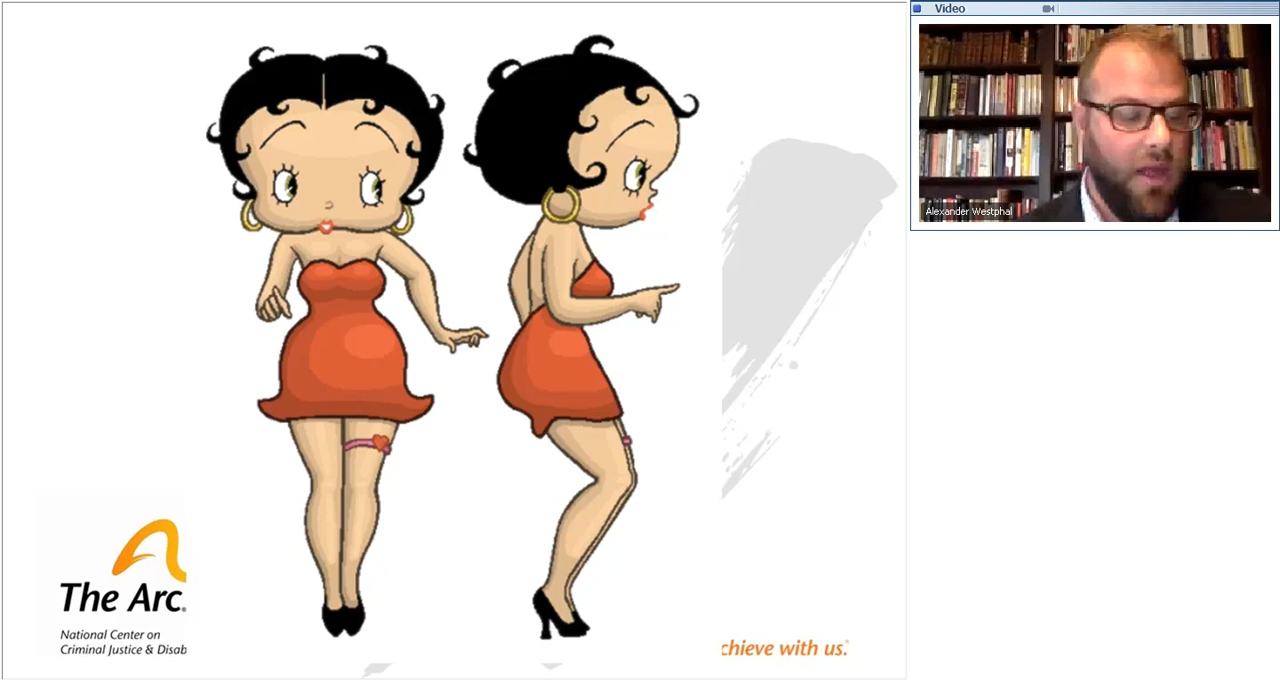 Video
Alexander Westphal
The Arc.
National Center on
Criminal Justice & Disab
chieve with us.